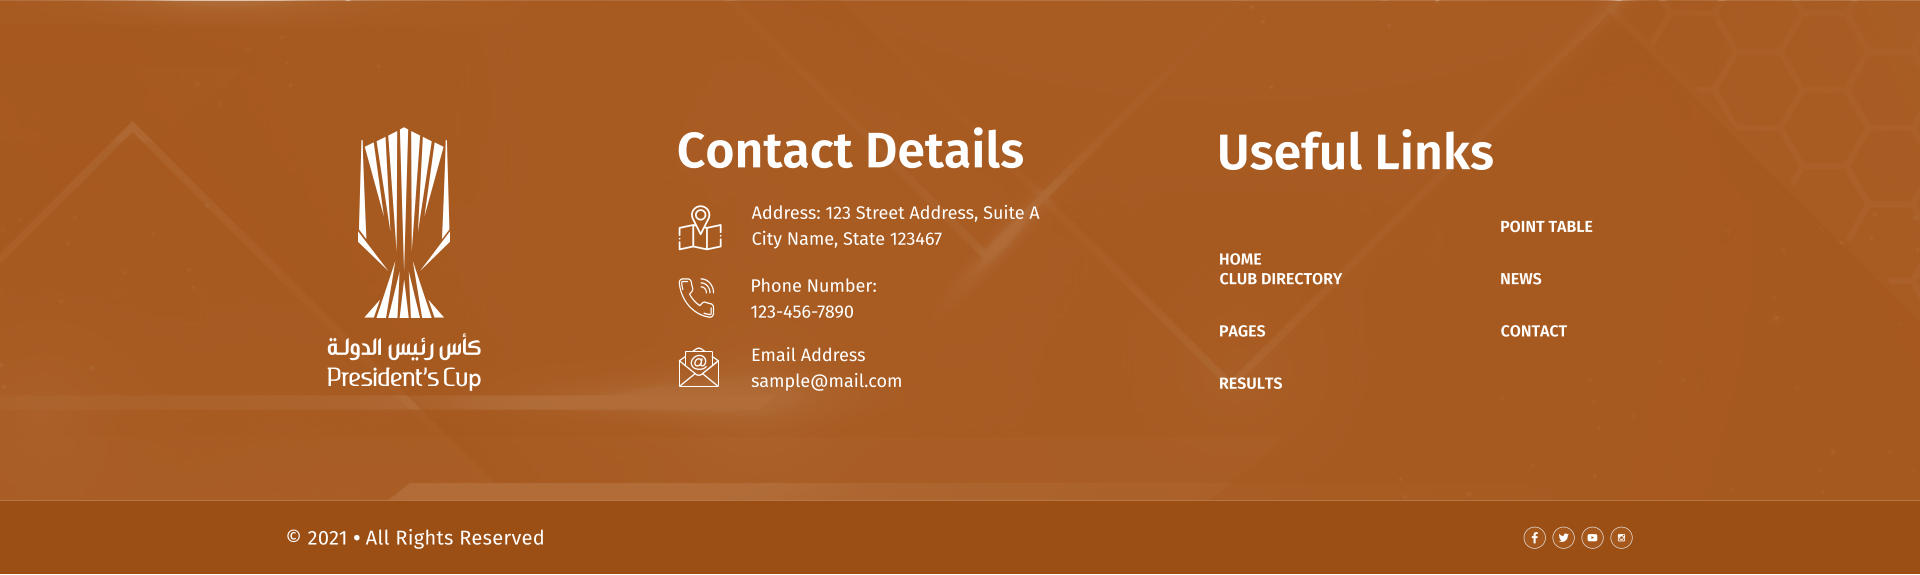 كأس رئيس الدولة
President's Cup
Contact Details
Address: 123 Street Address, Suite A
City Name, State 123467
Phone Number:
123-456-7890
Email Address
sample@mail.com
Useful Links
HOME
CLUB DIRECTORY
PAGES
RESULTS
POINT TABLE
NEWS
CONTACT
© 2021 • All Rights Reserved